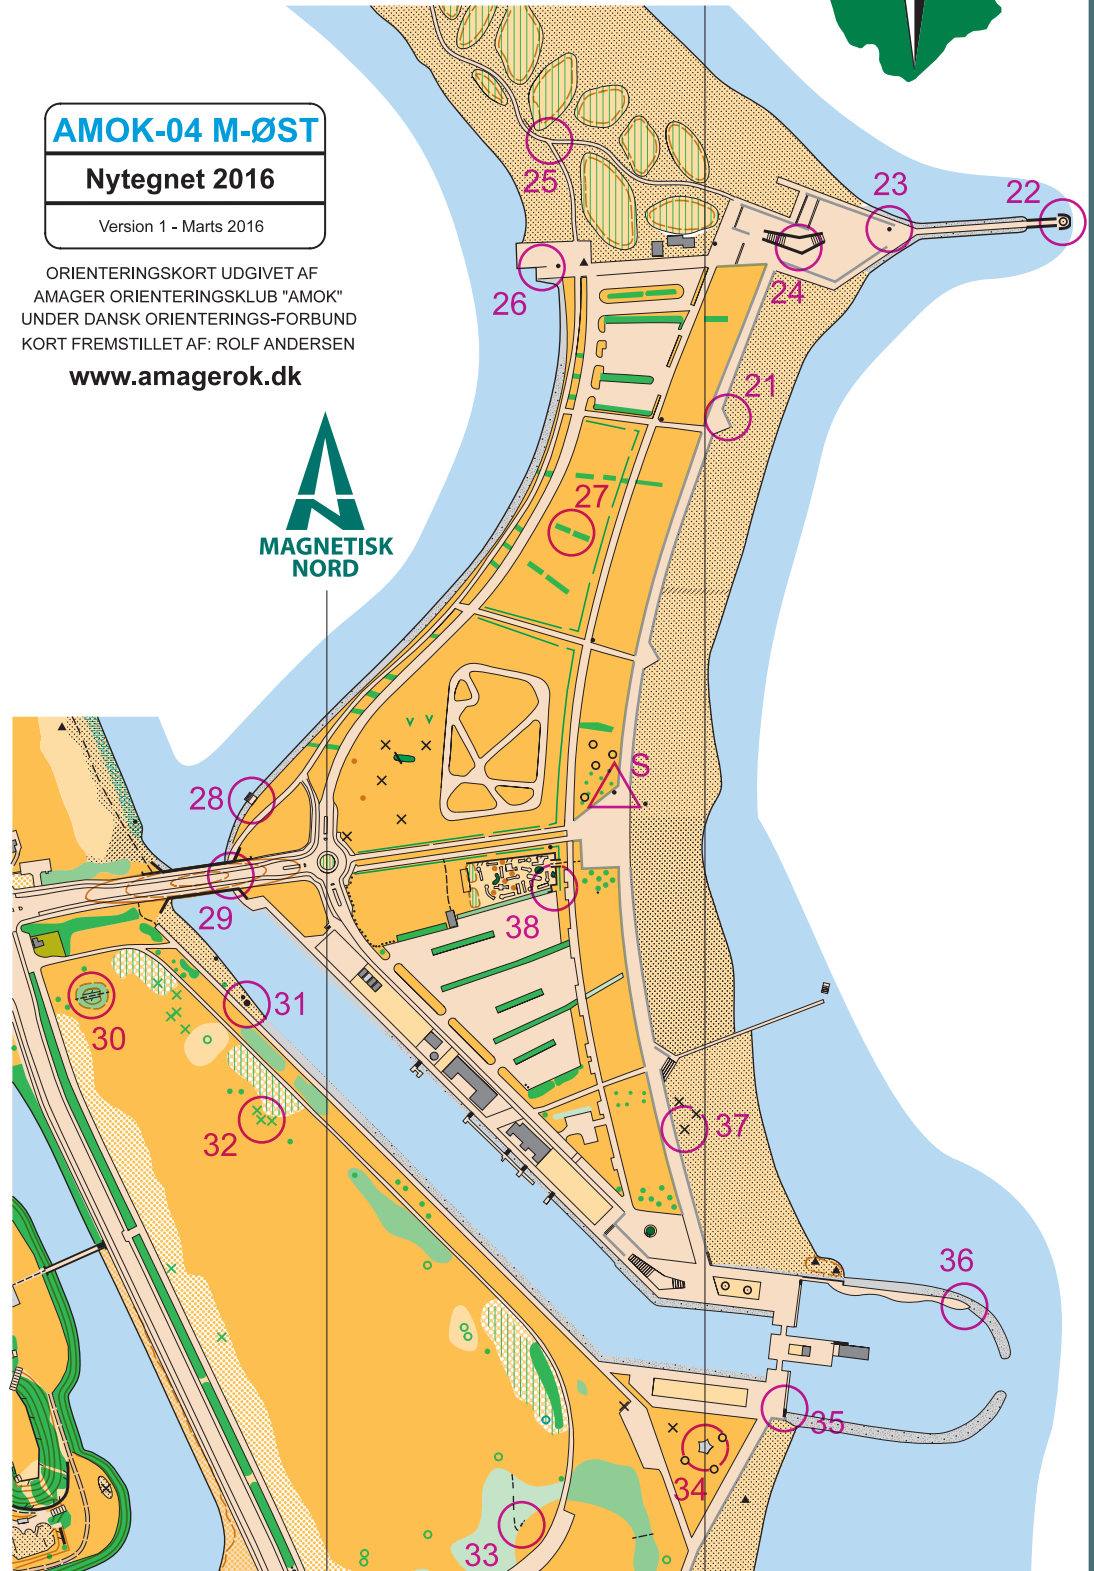 AMOK-04 M-ØST
Nytegnet 2016
Version 1 - Marts 2016
ORIENTERINGSKORT UDGIVET AF
AMAGER ORIENTERINGSKLUB "AMOK"
UNDER DANSK ORIENTERINGS-FORBUND
KORT FREMSTILLET AF: ROLF ANDERSEN
www.amagerok.dk
MAGNETISK
NORD
25
23
22
26
24
21
27
S
28
29
38
31
30
32
37
36
35
34
33